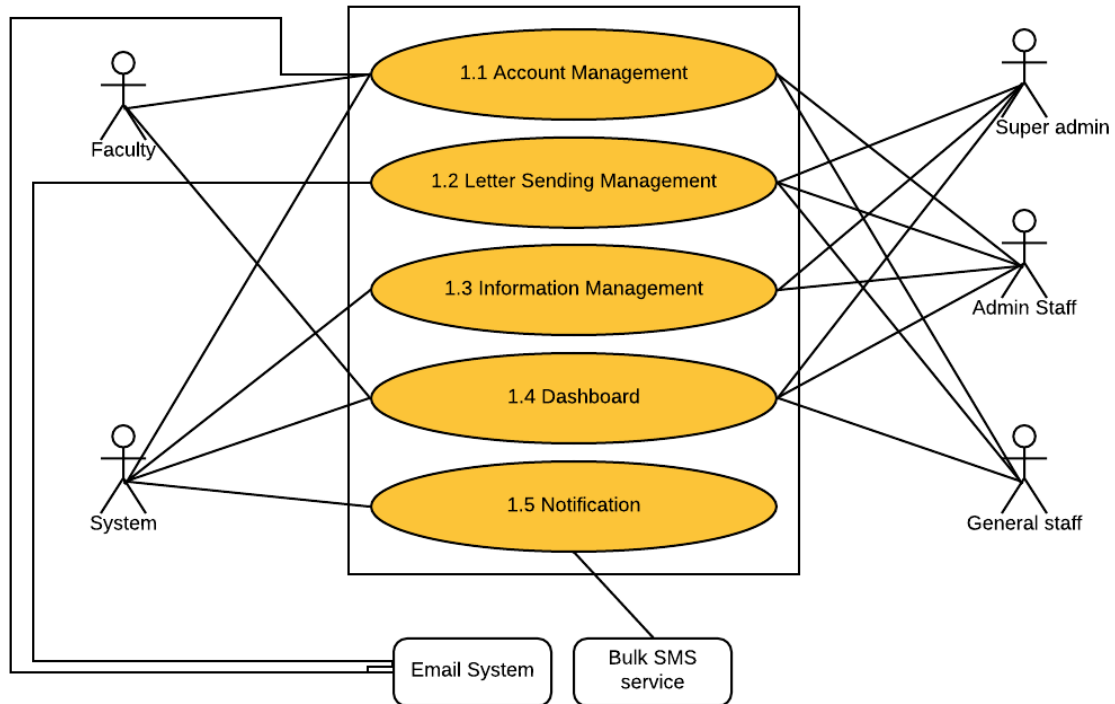 1.1 Account Management
Faculty
Super admin
1.2 Letter Sending Management
1.3 Information Management
Admin Staff
1.4 Dashboard
1.5 Notification
System
General staff
Email System
Bulk SMS
service